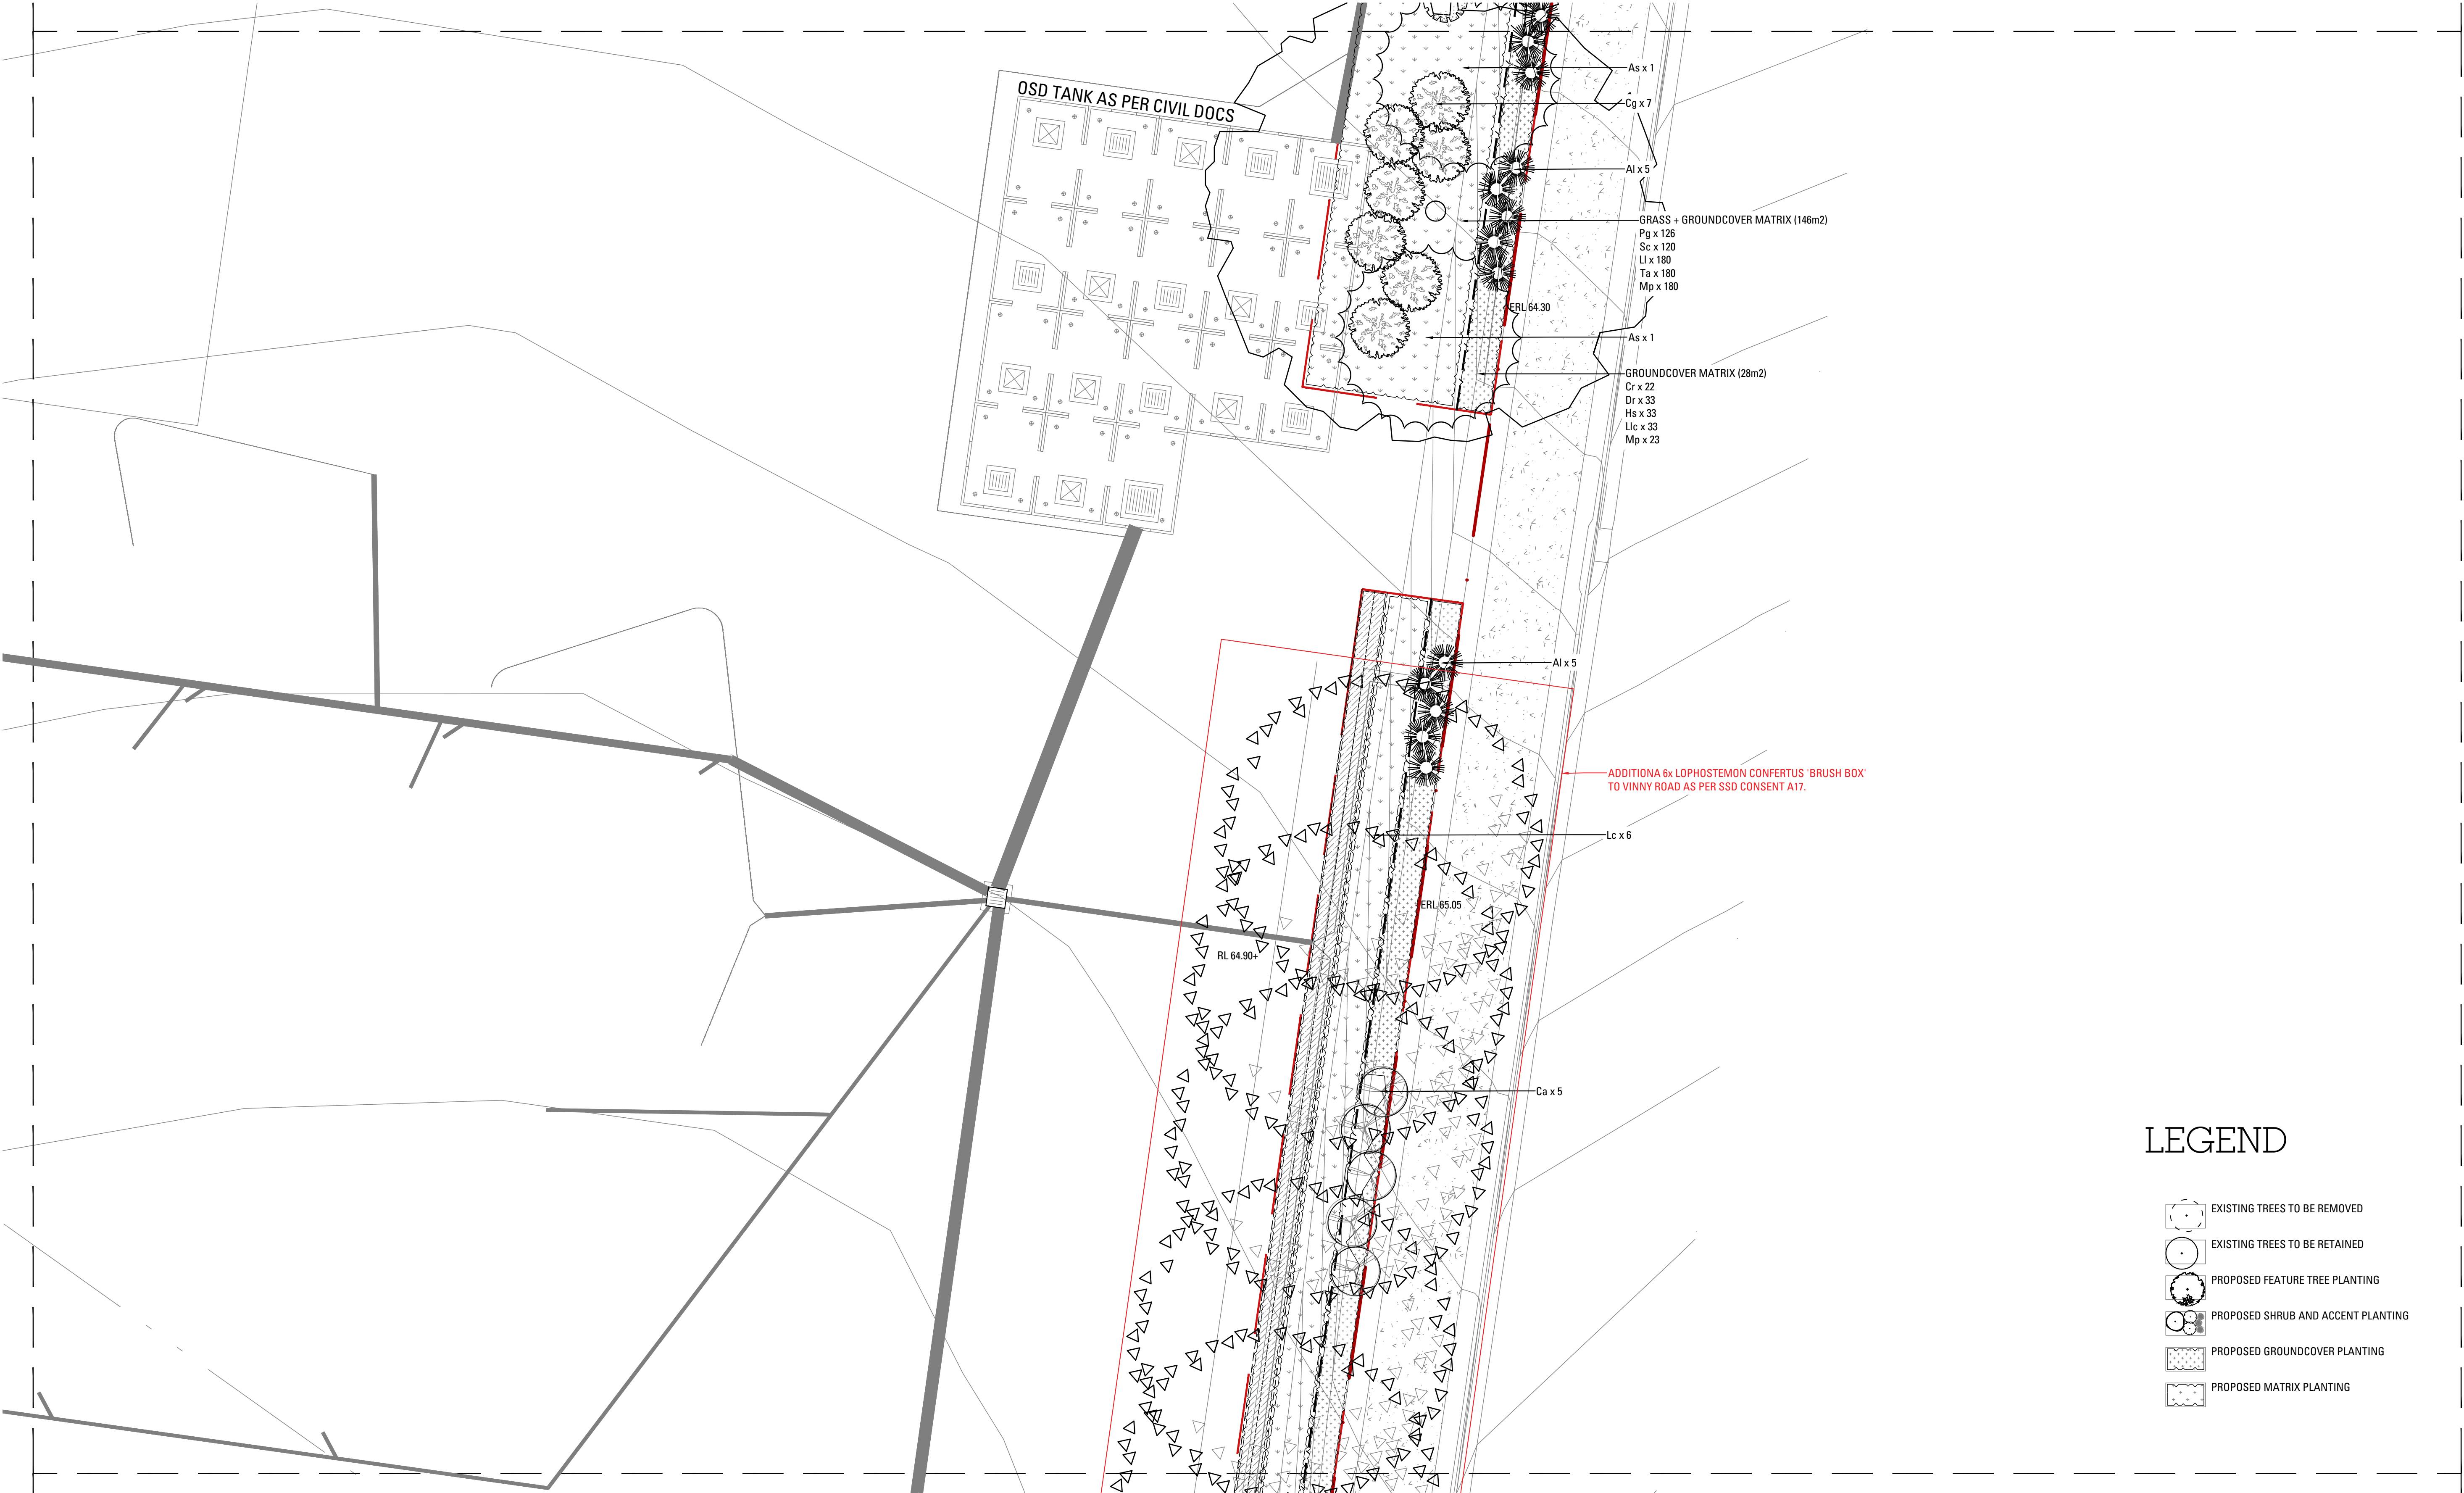 OSD TANK AS PER CIVIL DOCS
As x 1
Cg x 7
Al x 5
GRASS + GROUNDCOVER MATRIX (146m2)
Pg x 126
Sc x 120
Ll x 180
Ta x 180
Mp x 180
ERL 64.30
As x 1
GROUNDCOVER MATRIX (28m2)
Cr x 22
Dr x 33
Hs x 33
Llc x 33
Mp x 23
Al x 5
ADDITIONA 6x LOPHOSTEMON CONFERTUS 'BRUSH BOX'
TO VINNY ROAD AS PER SSD CONSENT A17.
Lc x 6
ERL 65.05
RL 64.90+
Ca x 5
LEGEND
EXISTING TREES TO BE REMOVED
EXISTING TREES TO BE RETAINED
PROPOSED FEATURE TREE PLANTING
PROPOSED SHRUB AND ACCENT PLANTING
PROPOSED GROUNDCOVER PLANTING
PROPOSED MATRIX PLANTING